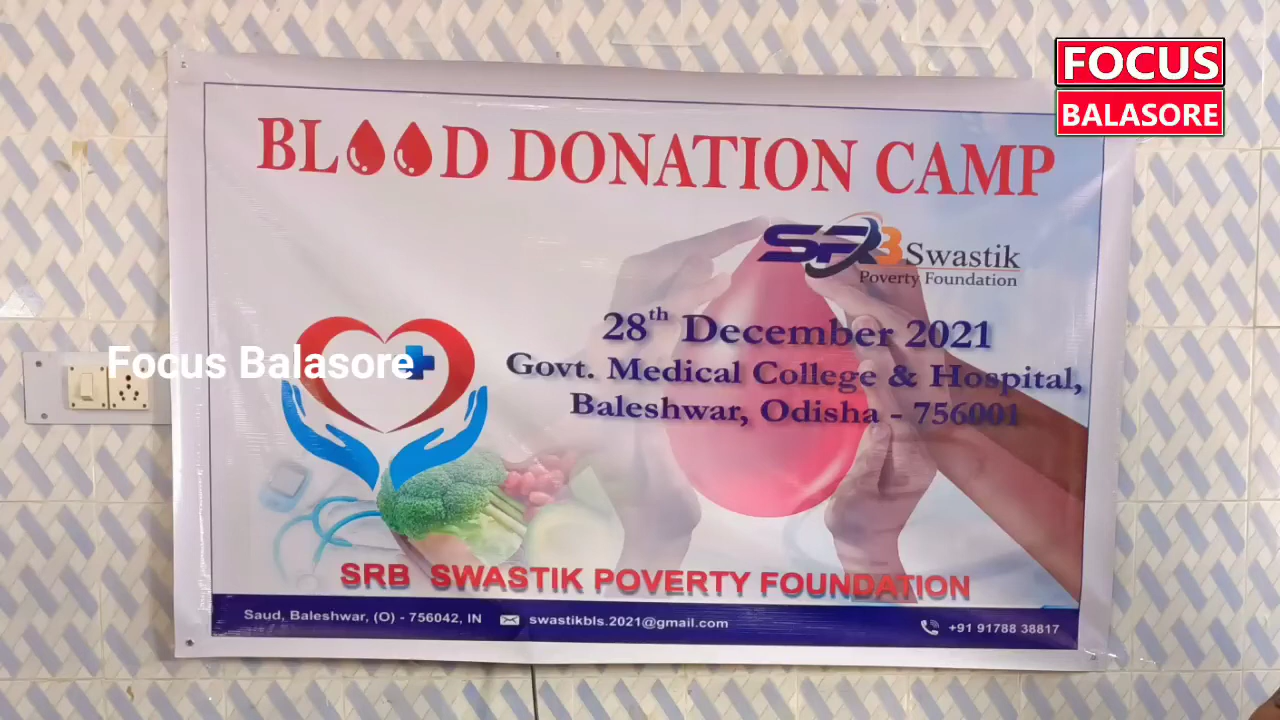 FOCUS
BALASORE
BLOOD DONATION CAMP
SRB Swastik
Poverty Foundation
28th December 2021
Govt. Medical College & Hospital,
Baleshwar, Odisha - 756001
Focus Balasore
SRB SWASTIK POVERTY FOUNDATION
Saud, Baleshwar, (O) - 756042, IN swastikbls.2021@gmail.com +91 91788 38817